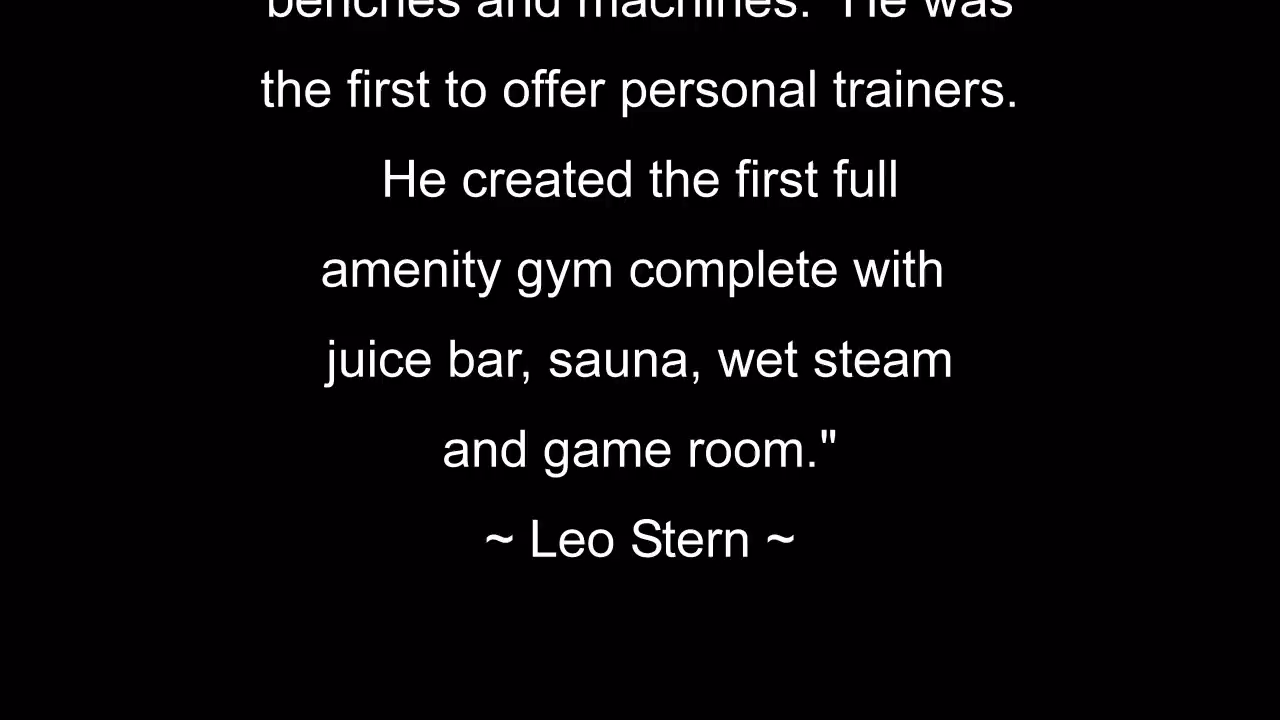 benches and machines. He was
the first to offer personal trainers.
He created the first full
amenity gym complete with
juice bar, sauna, wet steam
and game room."
~ Leo Stern ~